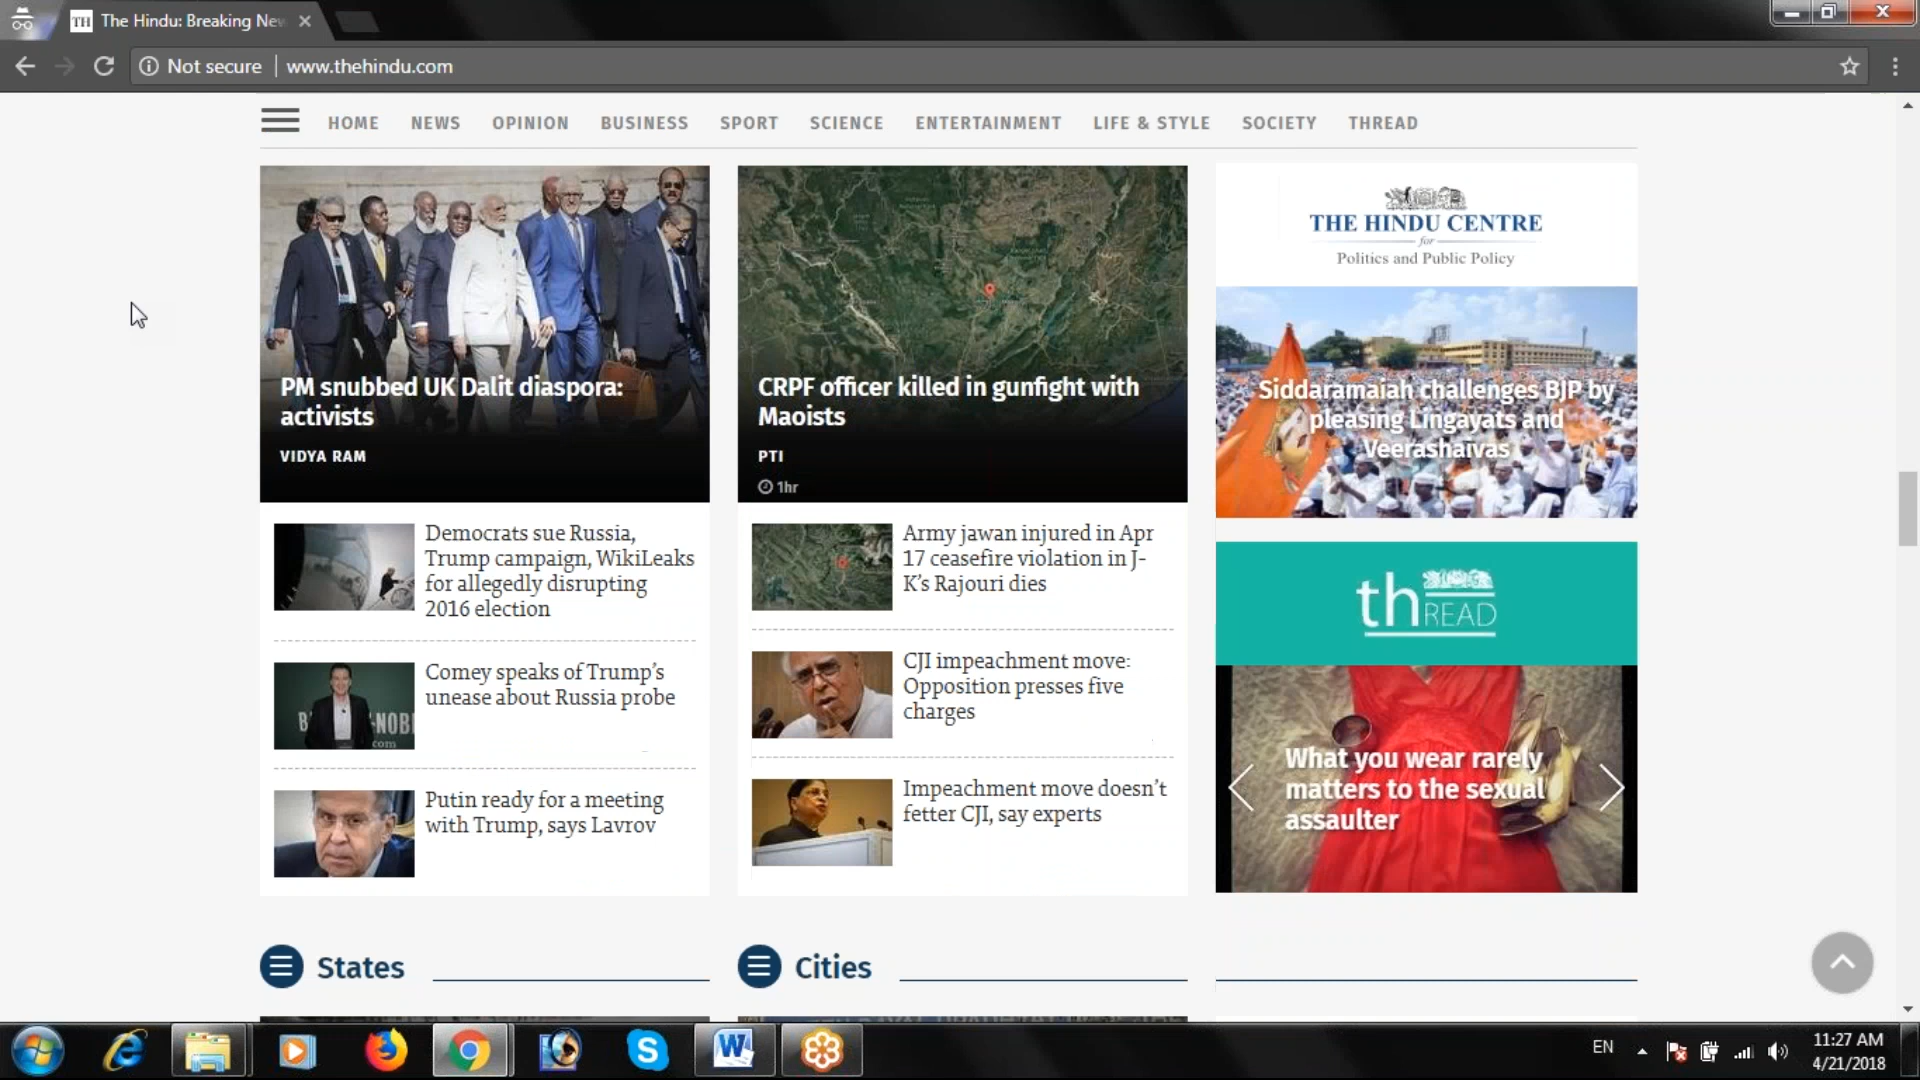 TH The Hindu: Breaking Ne
Not secure www.thehindu.com
HOME NEWS OPINION BUSINESS SPORT SCIENCE ENTERTAINMENT LIFE & STYLE SOCIETY THREAD
PM snubbed UK Dalit diaspora:
activists
VIDYA RAM
Democrats sue Russia,
Trump campaign, WikiLeaks
for allegedly disrupting
2016 election
Comey speaks of Trump’s
unease about Russia probe
Putin ready for a meeting
with Trump, says Lavrov
CRPF officer killed in gunfight with
Maoists
PTI
1hr
Army jawan injured in Apr
17 ceasefire violation in J-
K’s Rajouri dies
CJI impeachment move:
Opposition presses five
charges
Impeachment move doesn’t
fetter CJI, say experts
THE HINDU CENTRE
for
Politics and Public Policy
Siddaramaiah challenges BJP by
pleasing Lingayats and
Veerashaivas
thREAD
What you wear rarely
matters to the sexual
assaulter
States
Cities
EN
11:27 AM
4/21/2018